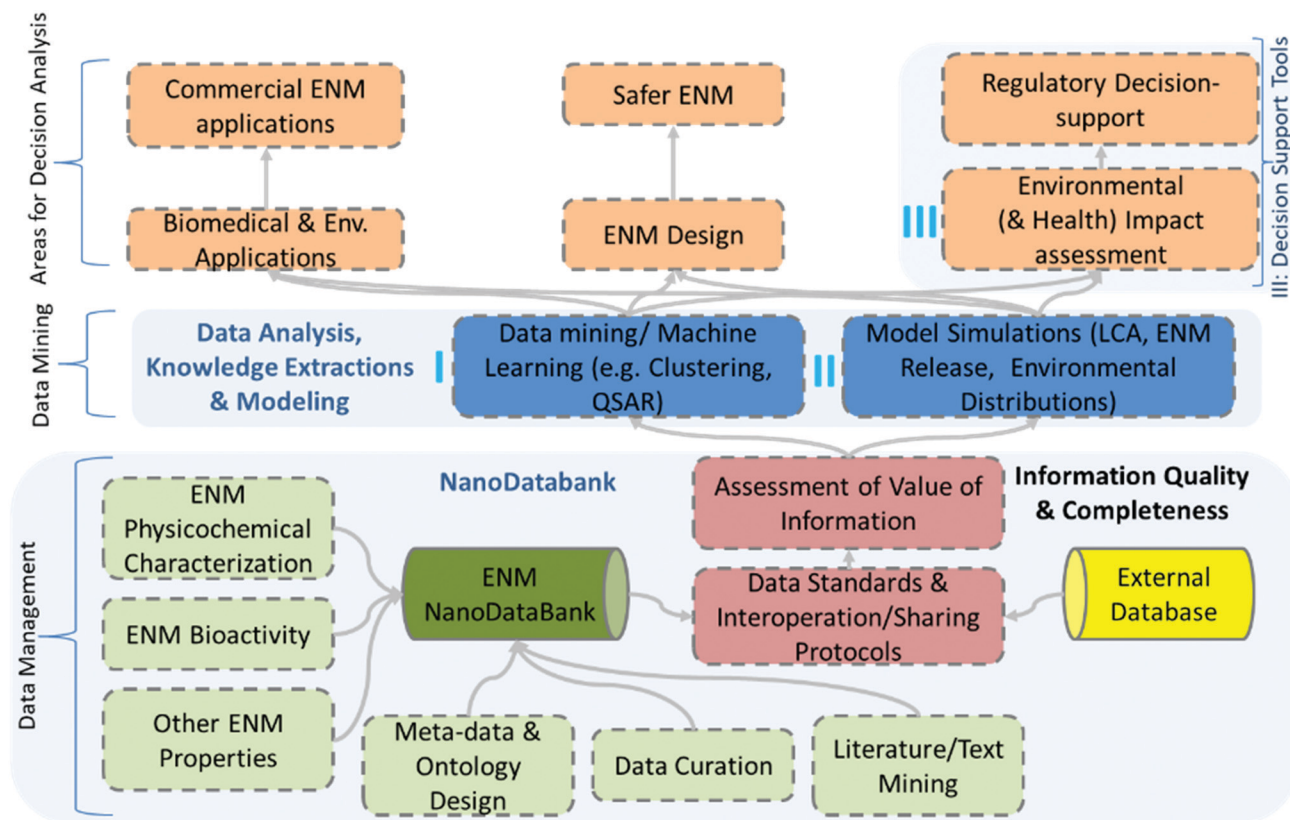 Areas for Decision Analysis
Commercial ENM
applications
Safer ENM
Regulatory Decision-
support
Biomedical & Env.
Applications
ENM Design
III
Environmental
(& Health) Impact
assessment
III: Decision Support Tools
Data Mining
Data Analysis,
Knowledge Extractions
& Modeling
I
Data mining/ Machine
Learning (e.g. Clustering,
QSAR)
II
Model Simulations (LCA, ENM
Release, Environmental
Distributions)
Data Management
ENM
Physicochemical
Characterization
NanoDatabank
Assessment of Value of
Information
Information Quality
& Completeness
ENM Bioactivity
ENM
NanoDataBank
Data Standards &
Interoperation/Sharing
Protocols
External
Database
Other ENM
Properties
Meta-data &
Ontology
Design
Data Curation
Literature/Text
Mining